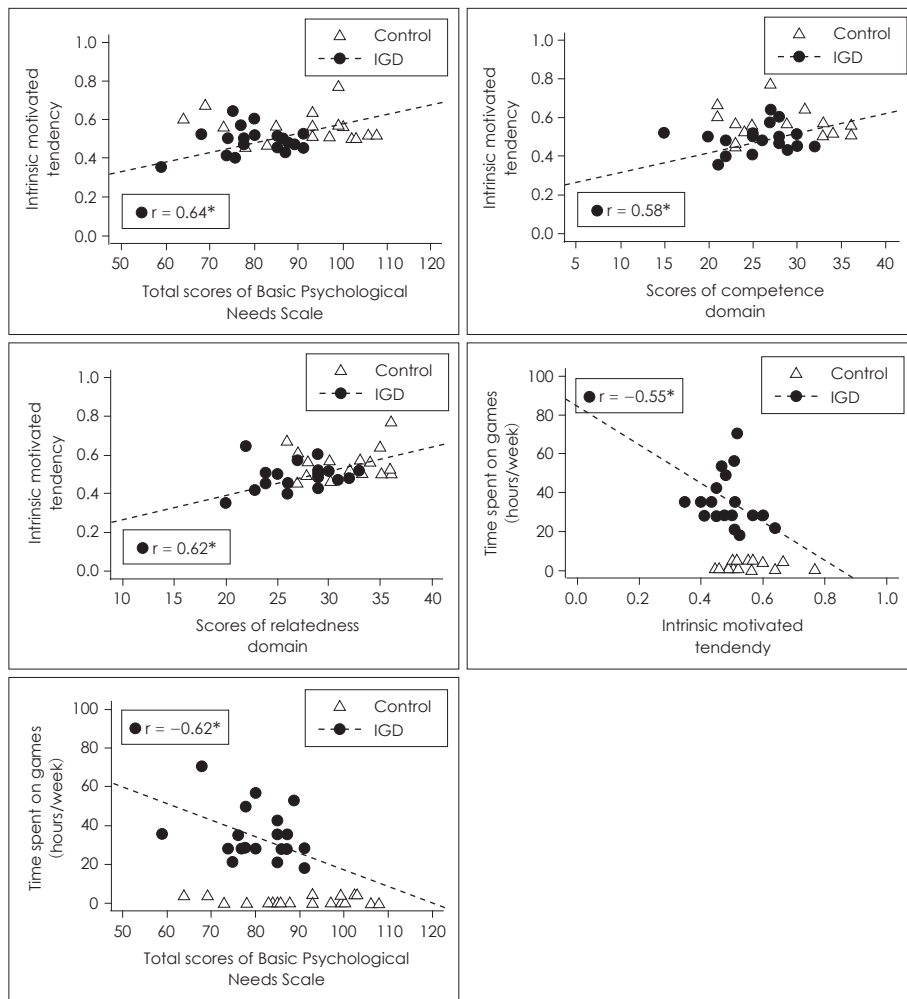 Control
IGD
Intrinsic motivated
tendency
1.0
0.8
0.6
0.4
0.2
0.0
r = 0.64*
50 60 70 80 90 100 110 120
Total scores of Basic Psychological
Needs Scale
Control
IGD
Intrinsic motivated
tendency
1.0
0.8
0.6
0.4
0.2
0.0
r = 0.58*
5 10 15 20 25 30 35 40
Scores of competence
domain
Control
IGD
Intrinsic motivated
tendency
1.0
0.8
0.6
0.4
0.2
0.0
r = 0.62*
10 15 20 25 30 35 40
Scores of relatedness
domain
Control
IGD
r = −0.55*
Time spent on games
(hours/week)
100
80
60
40
20
0
0.0 0.2 0.4 0.6 0.8 1.0
Intrinsic motivated
tendendy
Control
IGD
r = −0.62*
Time spent on games
(hours/week)
100
80
60
40
20
0
50 60 70 80 90 100 110 120
Total scores of Basic Psychological
Needs Scale